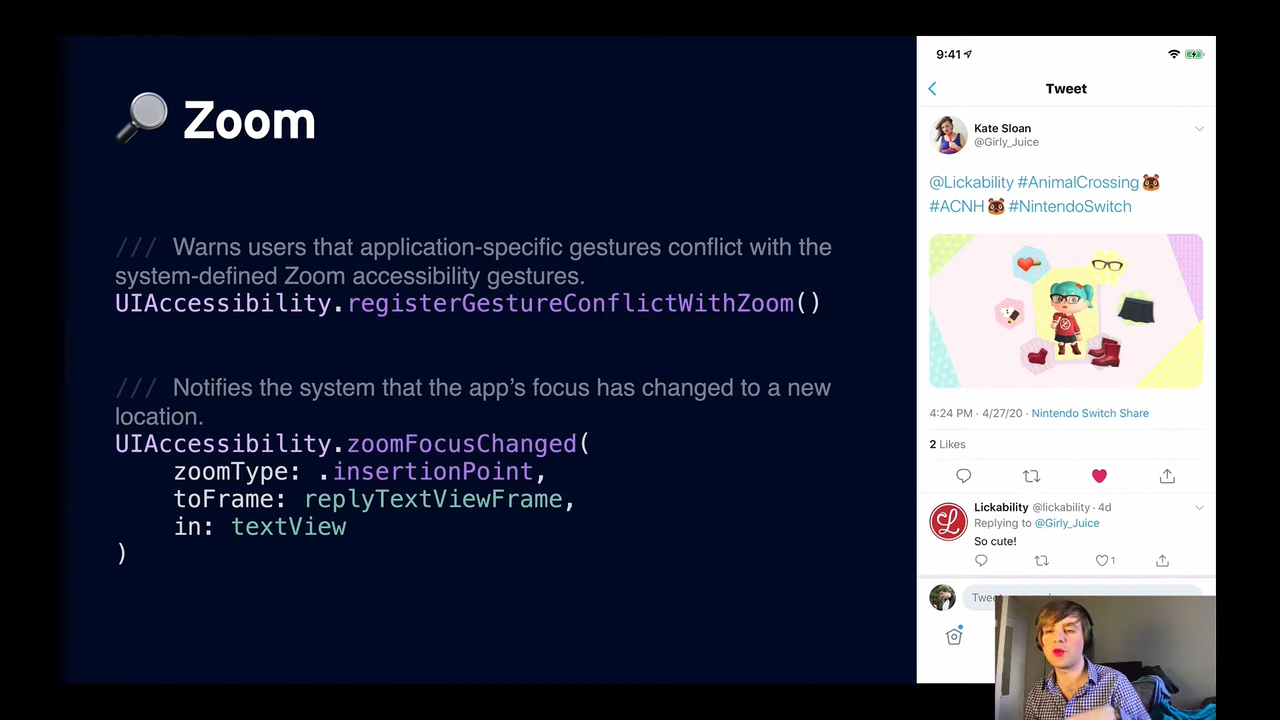 🔎 Zoom
/// Warns users that application-specific gestures conflict with the
system-defined Zoom accessibility gestures.
UIAccessibility.registerGestureConflictWithZoom()
/// Notifies the system that the app’s focus has changed to a new
location.
UIAccessibility.zoomFocusChanged(
zoomType: .insertionPoint,
toFrame: replyTextViewFrame,
in: textView
)
9:41
Tweet
Kate Sloan
@Girly_Juice
@Lickability #AnimalCrossing
#ACNH #NintendoSwitch
4:24 PM · 4/27/20 · Nintendo Switch Share
2 Likes
Lickability @lickability · 4d
Replying to @Girly_Juice
So cute!
1